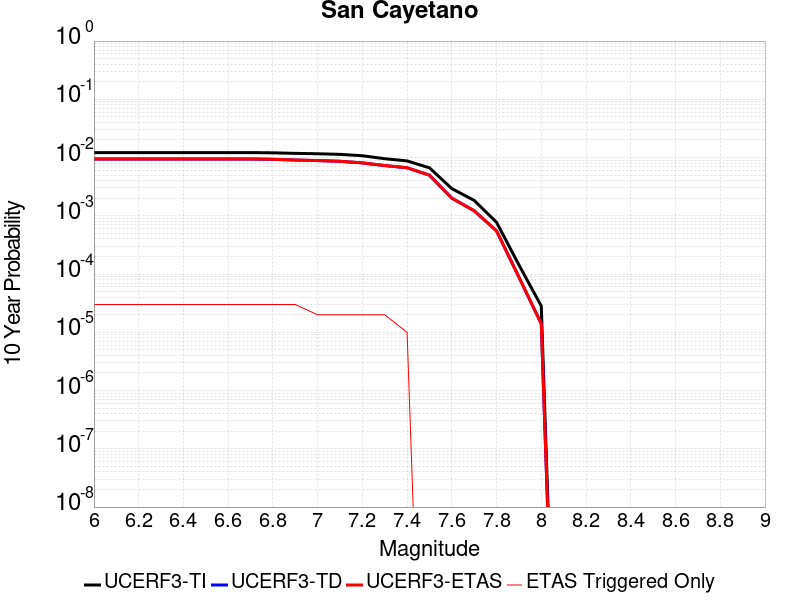 San Cayetano
10 0
10 -1
10 -2
10 -3
10 -4
10 -5
10 -6
10 -7
10 -8
10 Year Probability
6 6.2 6.4 6.6 6.8 7 7.2 7.4 7.6 7.8 8 8.2 8.4 8.6 8.8 9
Magnitude
UCERF3-TI UCERF3-TD UCERF3-ETAS ETAS Triggered Only